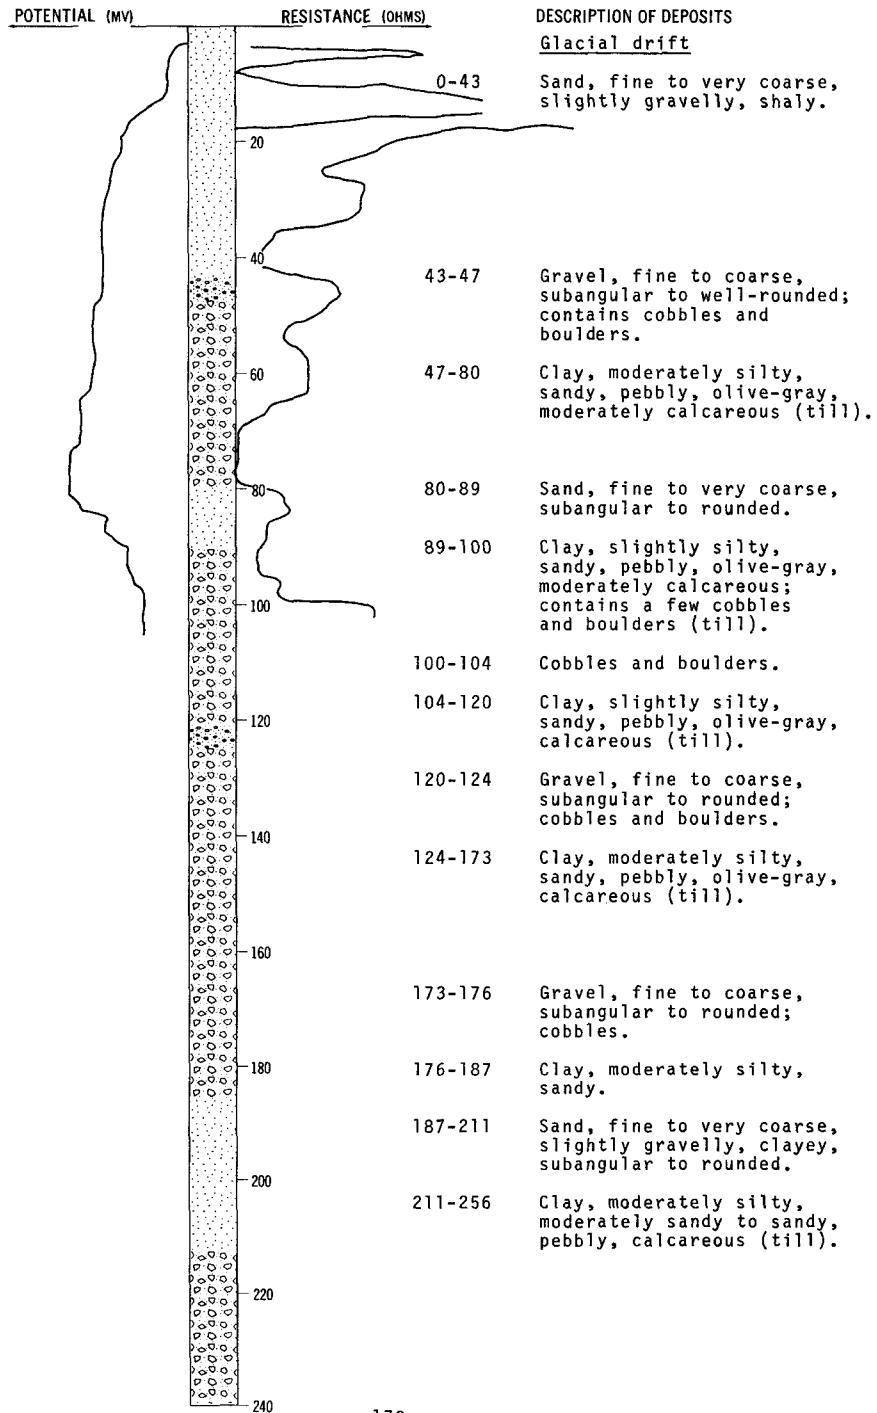 POTENTIAL (MV) RESISTANCE (OHMS) DESCRIPTION OF DEPOSITS
Glacial drift
0-43 Sand, fine to very coarse,
slightly gravelly, shaly.
20
40
43-47 Gravel, fine to coarse,
subangular to well-rounded;
contains cobbles and
boulders.
60
47-80 Clay, moderately silty,
sandy, pebbly, olive-gray,
moderately calcareous (till).
80
80-89 Sand, fine to very coarse,
subangular to rounded.
89-100 Clay, slightly silty,
sandy, pebbly, olive-gray,
moderately calcareous;
contains a few cobbles
and boulders (till).
100
100-104 Cobbles and boulders.
104-120 Clay, slightly silty,
sandy, pebbly, olive-gray,
calcareous (till).
120
120-124 Gravel, fine to coarse,
subangular to rounded;
cobbles and boulders.
140
124-173 Clay, moderately silty,
sandy, pebbly, olive-gray,
calcareous (till).
160
173-176 Gravel, fine to coarse,
subangular to rounded;
cobbles.
180
176-187 Clay, moderately silty,
sandy.
187-211 Sand, fine to very coarse,
slightly gravelly, clayey,
subangular to rounded.
200
211-256 Clay, moderately silty,
moderately sandy to sandy,
pebbly, calcareous (till).
220
240